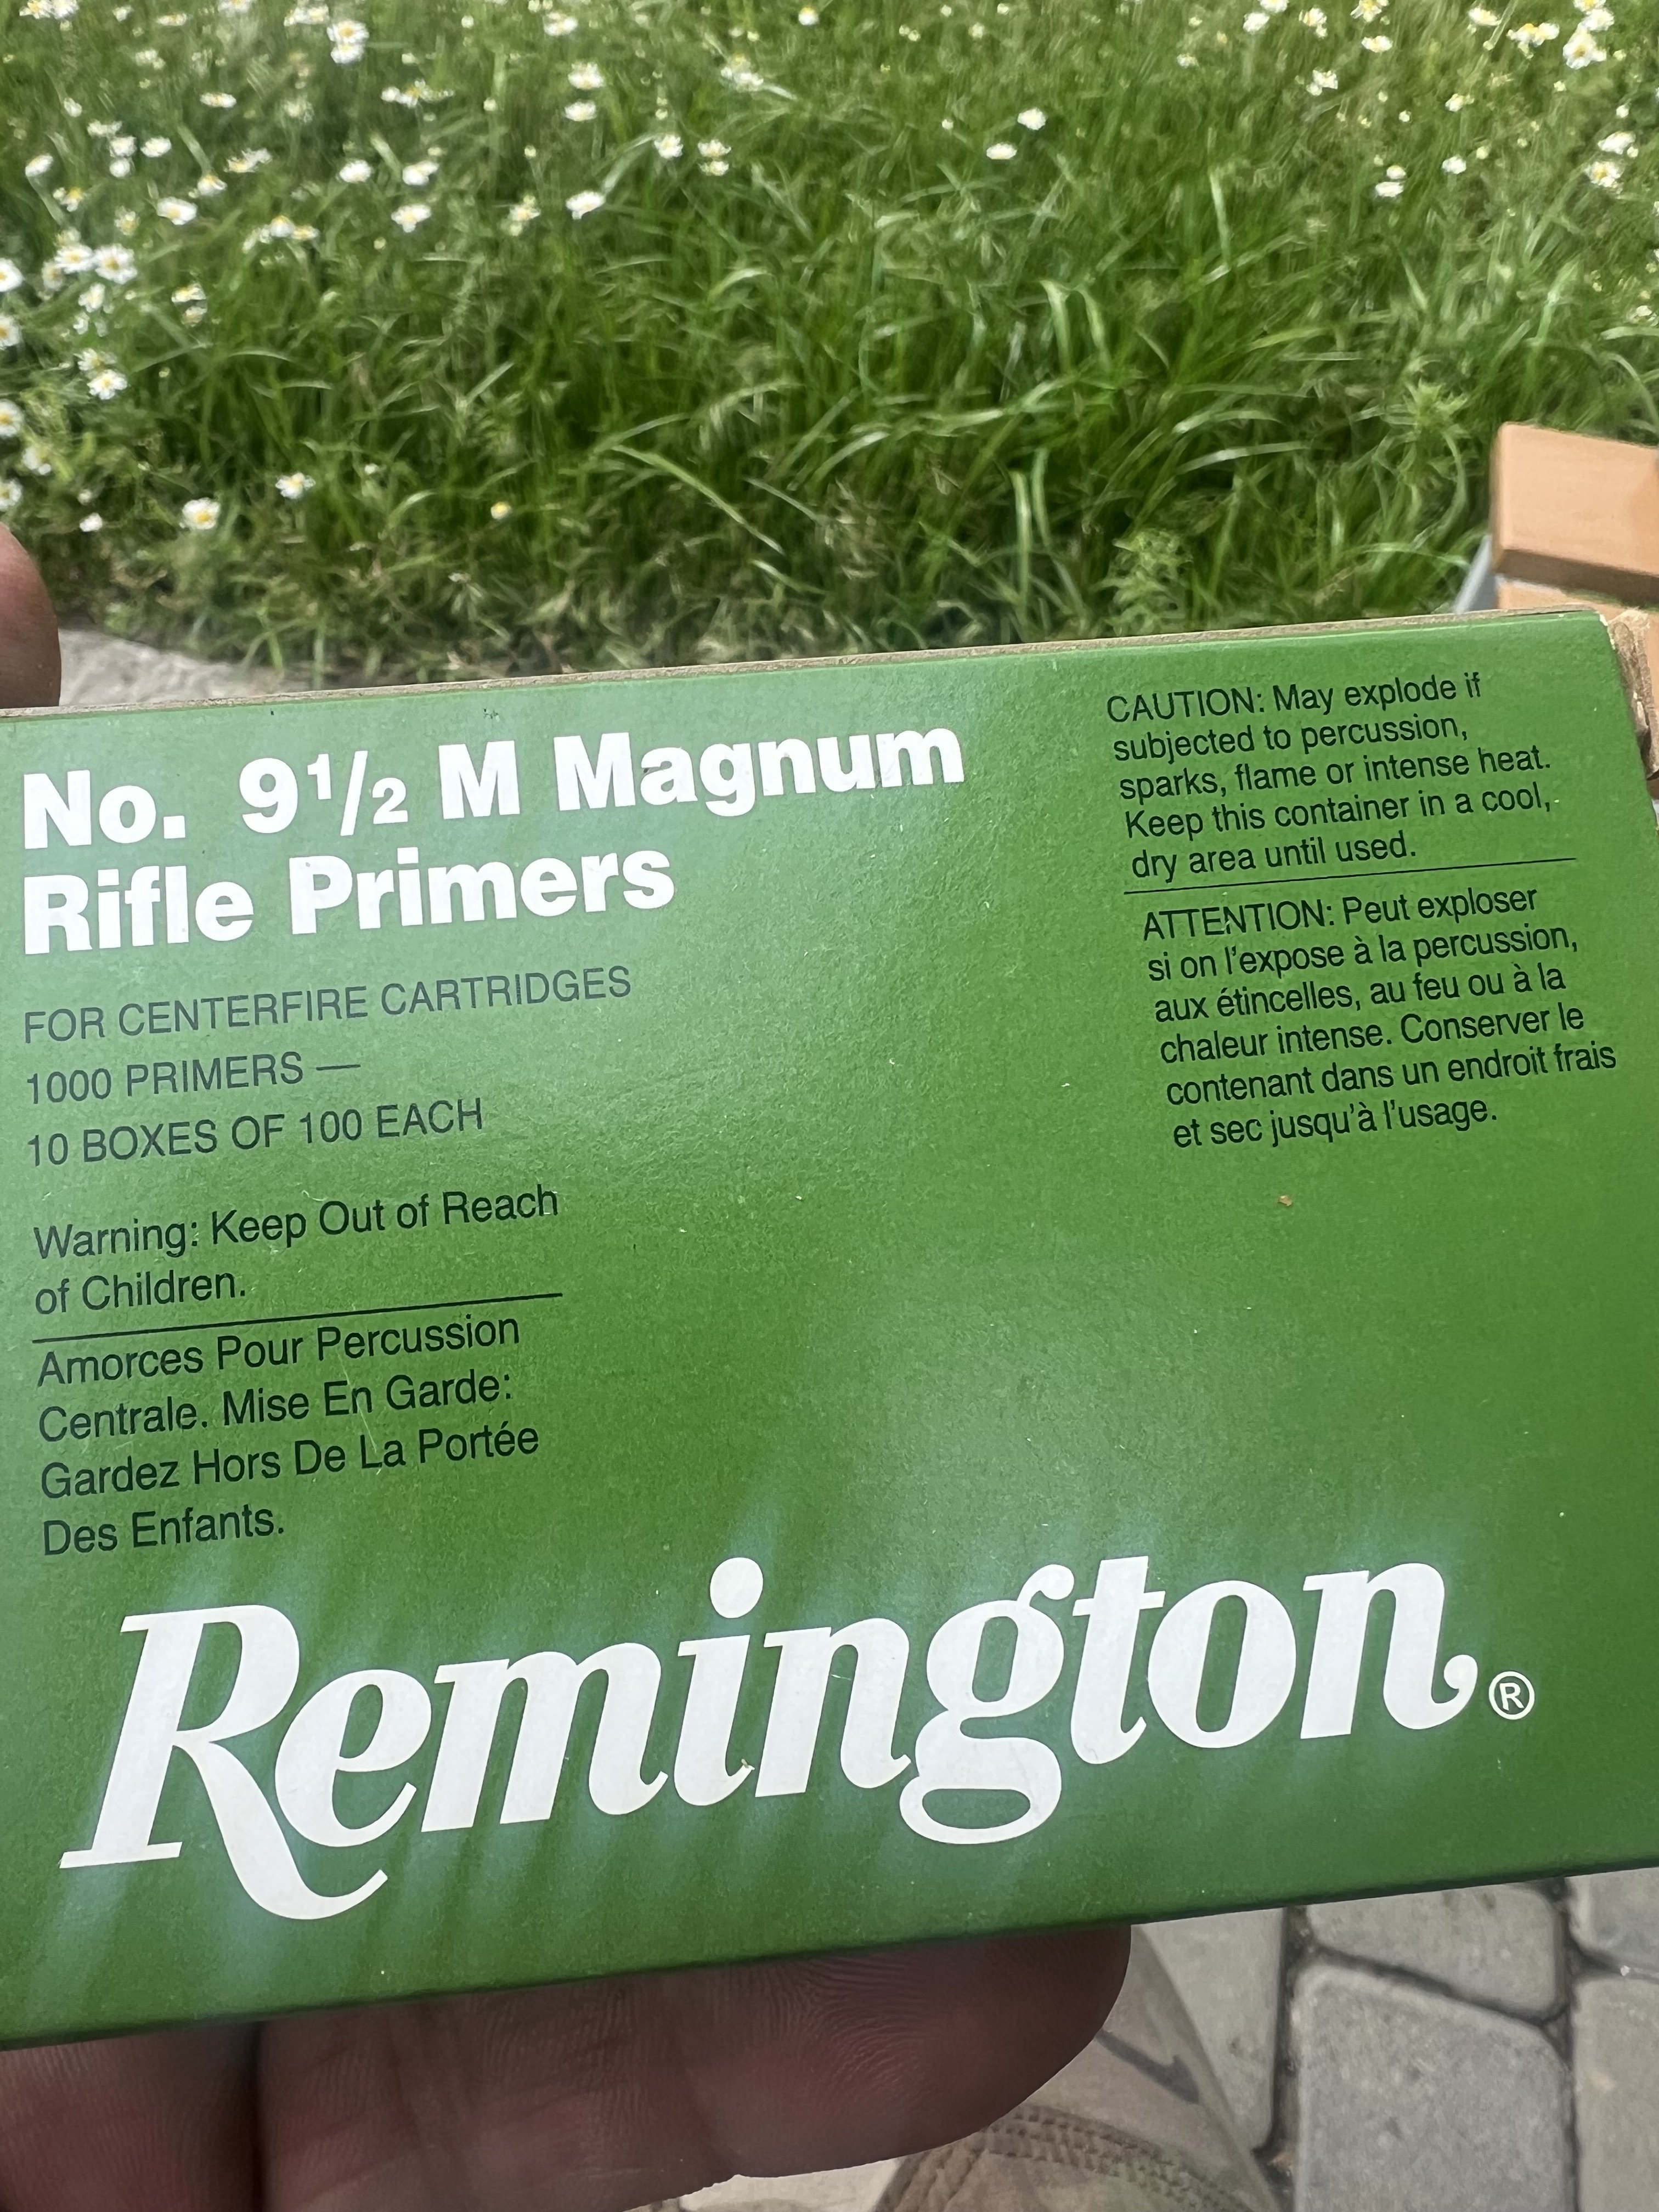 No. 9 1/2 M Magnum
Rifle Primers
FOR CENTERFIRE CARTRIDGES
1000 PRIMERS —
10 BOXES OF 100 EACH
Warning: Keep Out of Reach
of Children.
Amorces Pour Percussion
Centrale. Mise En Garde:
Gardez Hors De La Portée
Des Enfants.
CAUTION: May explode if
subjected to percussion,
sparks, flame or intense heat.
Keep this container in a cool,
dry area until used.
ATTENTION: Peut exploser
si on l'expose à la percussion,
aux étincelles, au feu ou à la
chaleur intense. Conserver le
contenant dans un endroit frais
et sec jusqu'à l'usage.
Remington®